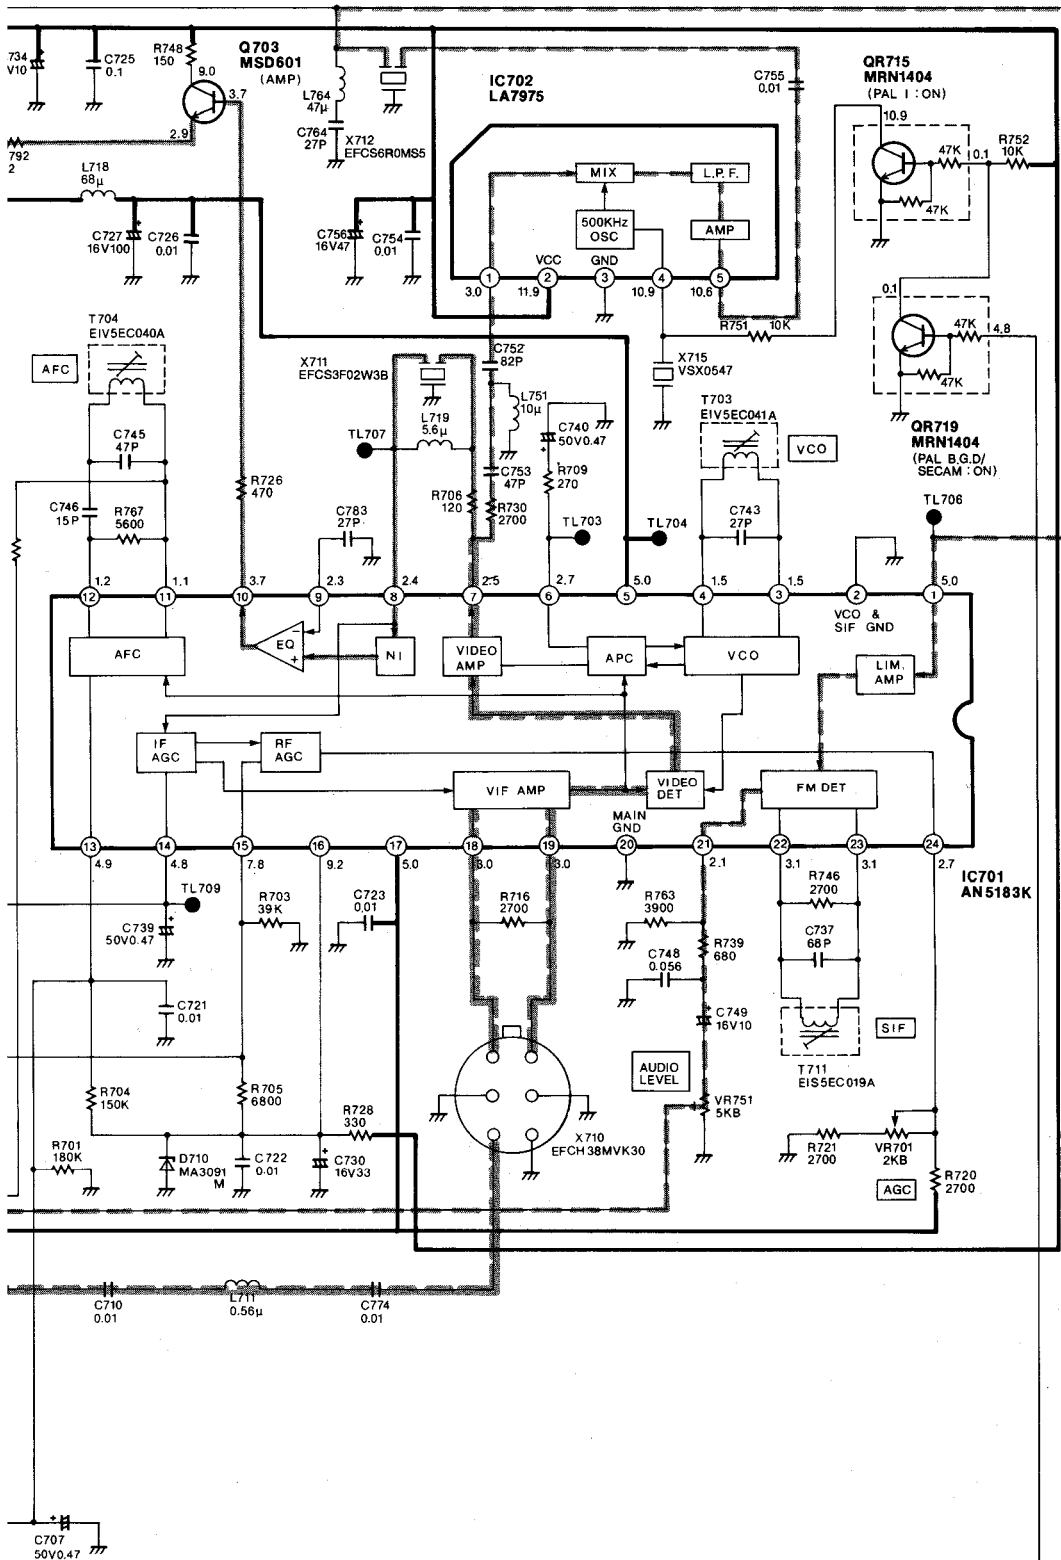 734
V10
C725
0.1
R748
150
Q703
MSD601
(AMP)
9.0
3.7
2.9
792
2
L764
47μ
C764
27P
X712
EFCS6R0MS5
IC702
LA7975
C755
0.01
QR715
MRN1404
(PAL I : ON)
10.9
47K
0.1
R752
10K
47K
MIX
L.P.F.
500KHz
OSC
AMP
L718
68μ
C727
16V100
C726
0.01
C756
16V47
C754
0.01
VCC
GND
1
2
3
4
5
3.0
11.9
10.9
10.6
0.1
47K
4.8
47K
R751
10K
T704
EIV5EC040A
AFC
X711
EFCS3F02W3B
C752
82P
L751
10μ
X715
VSX0547
T703
EIV5EC041A
VCO
QR719
MRN1404
(PAL B.G.D/
SECAM : ON)
C745
47P
TL707
L719
5.6μ
C740
50V0.47
R709
270
C753
47P
C746
15P
R767
5600
R726
470
C783
27P
R706
120
R730
2700
TL703
TL704
C743
27P
TL706
1.2
1.1
3.7
2.3
2.4
2.5
2.7
5.0
1.5
1.5
5.0
12
11
10
9
8
7
6
5
4
3
2
1
VCO &
SIF GND
AFC
EQ
−
+
NI
VIDEO
AMP
APC
VCO
LIM.
AMP
IF
AGC
RF
AGC
VIF AMP
VIDEO
DET
FM DET
MAIN
GND
13
14
15
16
17
18
19
20
21
22
23
24
4.9
4.8
7.8
9.2
5.0
3.0
3.0
2.1
3.1
3.1
2.7
IC701
AN5183K
TL709
R703
39K
C723
0.01
R716
2700
R763
3900
R746
2700
C739
50V0.47
R739
680
C737
68P
C748
0.056
C721
0.01
C749
16V10
SIF
T711
EIS5EC019A
AUDIO
LEVEL
R704
150K
R705
6800
VR751
5KB
R728
330
X710
EFCH38MVK30
R701
180K
D710
MA3091
M
C722
0.01
C730
16V33
R721
2700
VR701
2KB
AGC
R720
2700
C710
0.01
L711
0.56μ
C774
0.01
C707
50V0.47